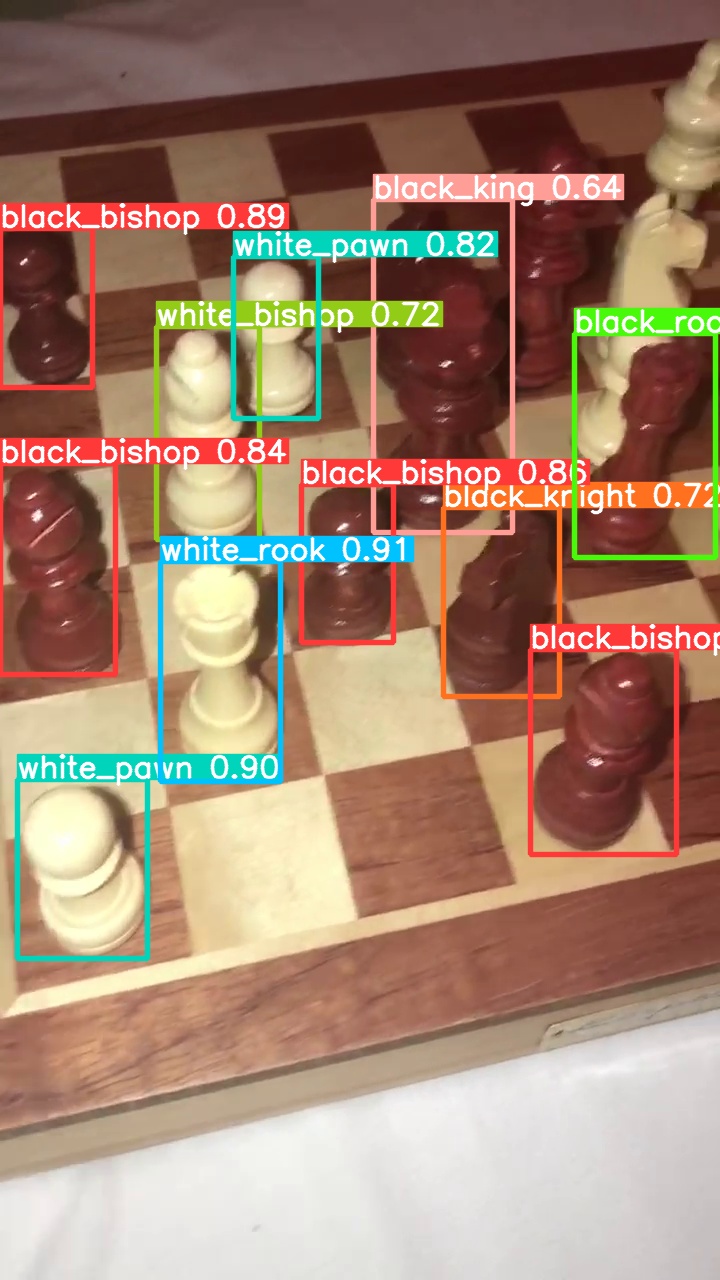 black_king 0.64
black_bishop 0.89
white_pawn 0.82
white_bishop 0.72
black_roo
black_bishop 0.84
black_bishop 0.86
black_knight 0.72
white_rook 0.91
black_bishop
white_pawn 0.90